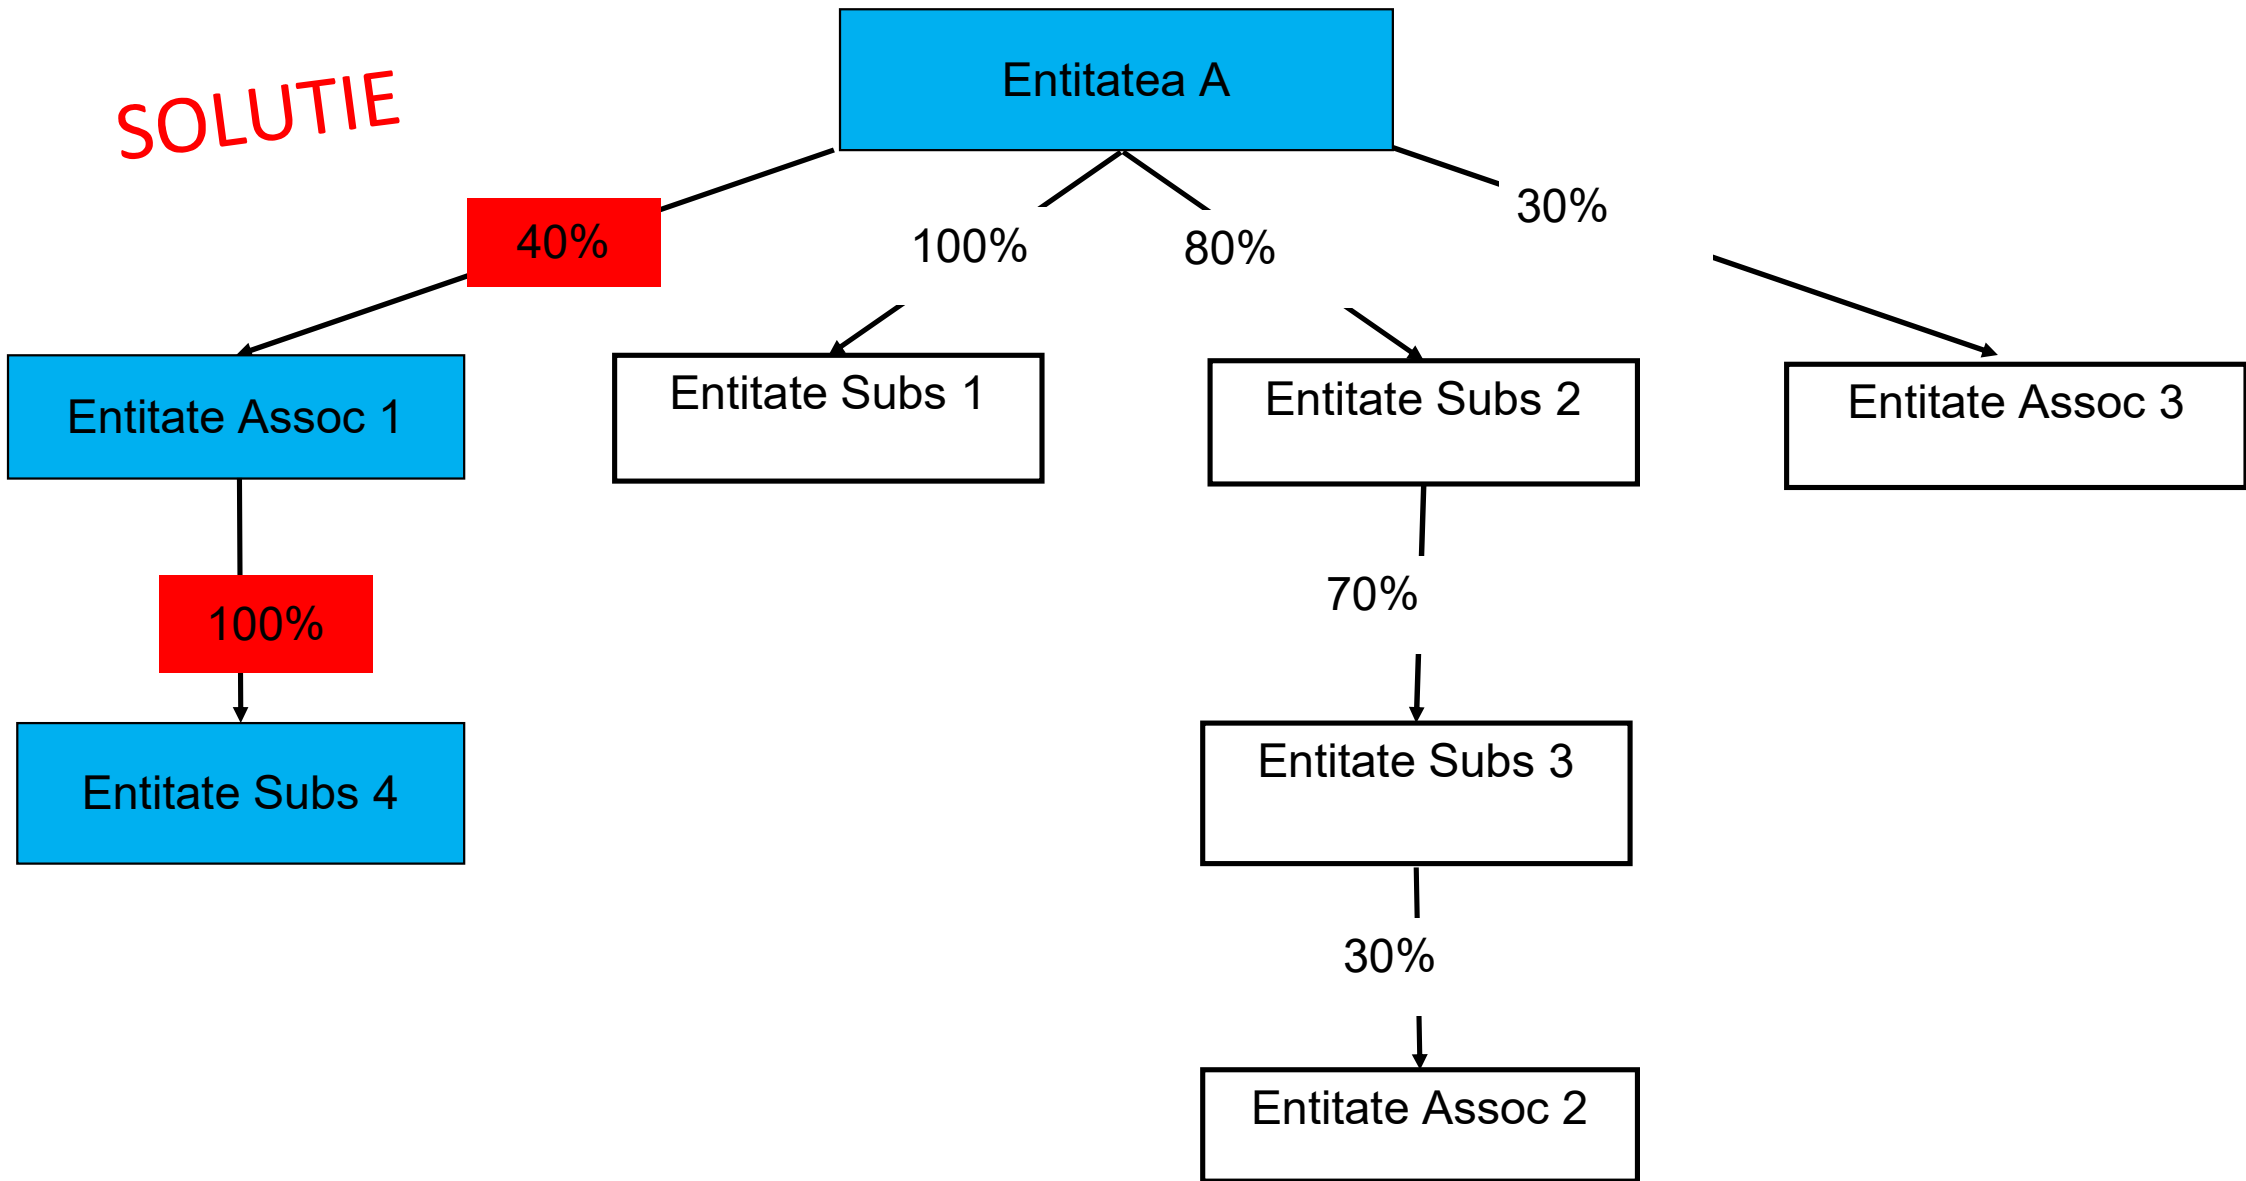 Entitatea A
SOLUTIE
40%
100%
80%
30%
Entitate Assoc 1
Entitate Subs 1
Entitate Subs 2
Entitate Assoc 3
100%
70%
Entitate Subs 4
Entitate Subs 3
30%
Entitate Assoc 2